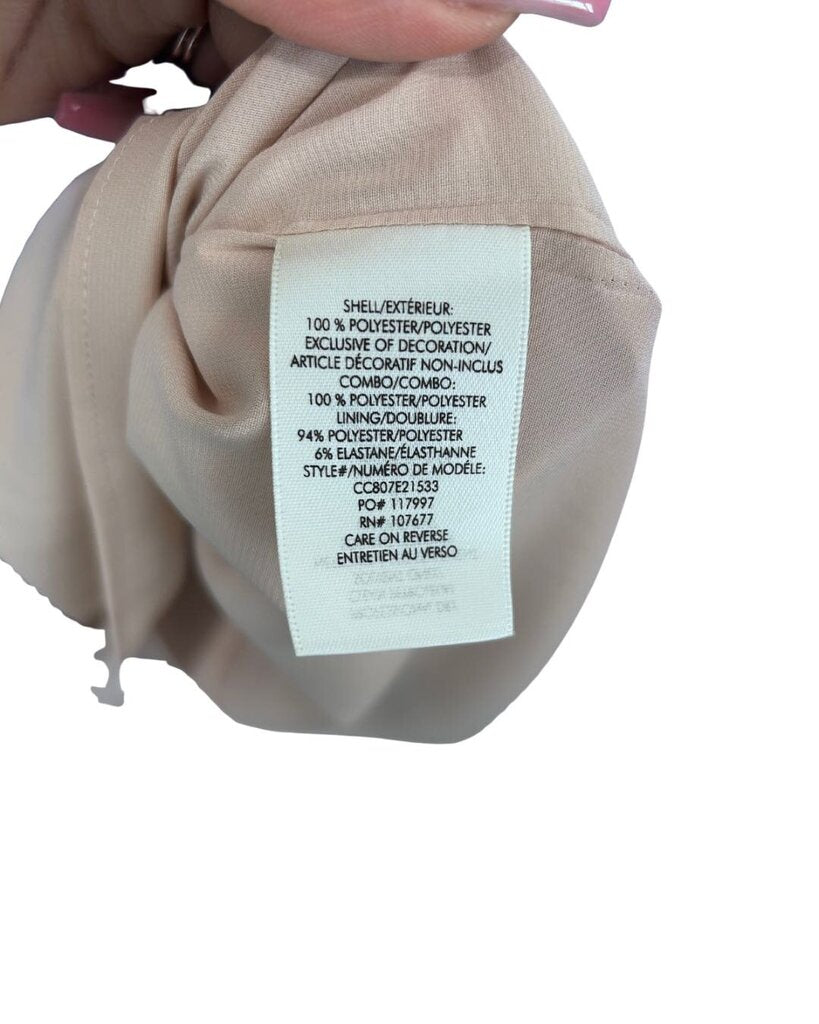 SHELL/EXTÉRIEUR:
100 % POLYESTER/POLYESTER
EXCLUSIVE OF DECORATION/
ARTICLE DÉCORATIF NON-INCLUS
COMBO/COMBO:
100 % POLYESTER/POLYESTER
LINING/DOUBLURE:
94% POLYESTER/POLYESTER
6% ELASTANE/ÉLASTHANNE
STYLE#/NUMÉRO DE MODÉLE:
CC807E21533
PO# 117997
RN# 107677
CARE ON REVERSE
ENTRETIEN AU VERSO